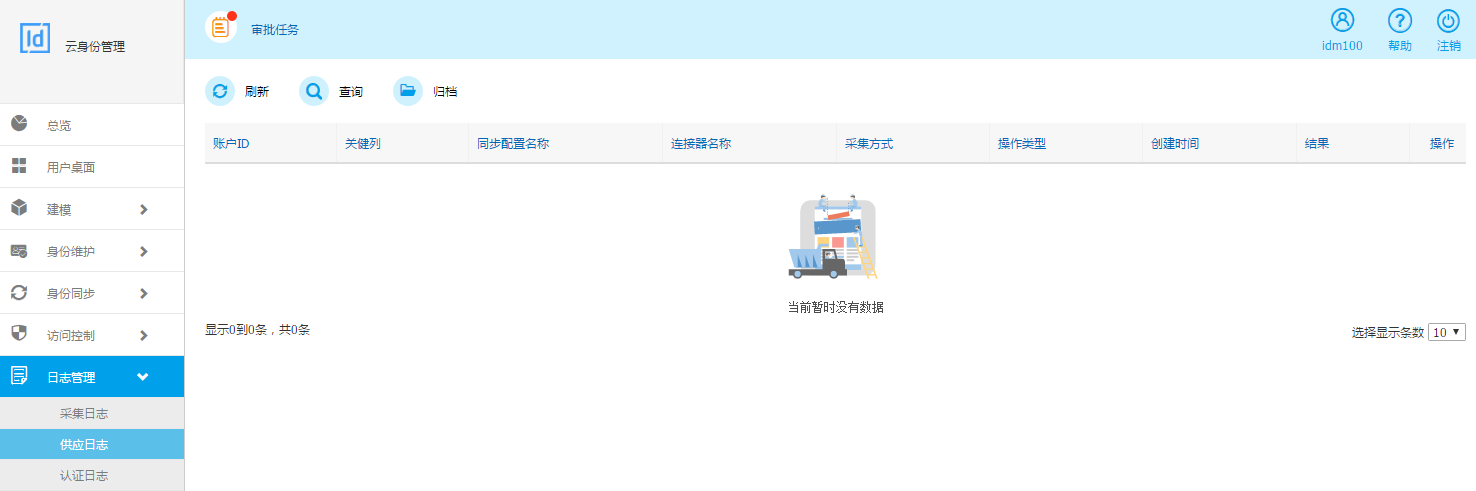 Id
云身份管理
审批任务
idm100
帮助
注销
刷新
查询
归档
总览
用户桌面
建模
身份维护
身份同步
访问控制
日志管理
采集日志
供应日志
认证日志
账户ID
关健列
同步配置名称
连接器名称
采集方式
操作类型
创建时间
结果
操作
当前暂时没有数据
显示0到0条，共0条
选择显示条数 10